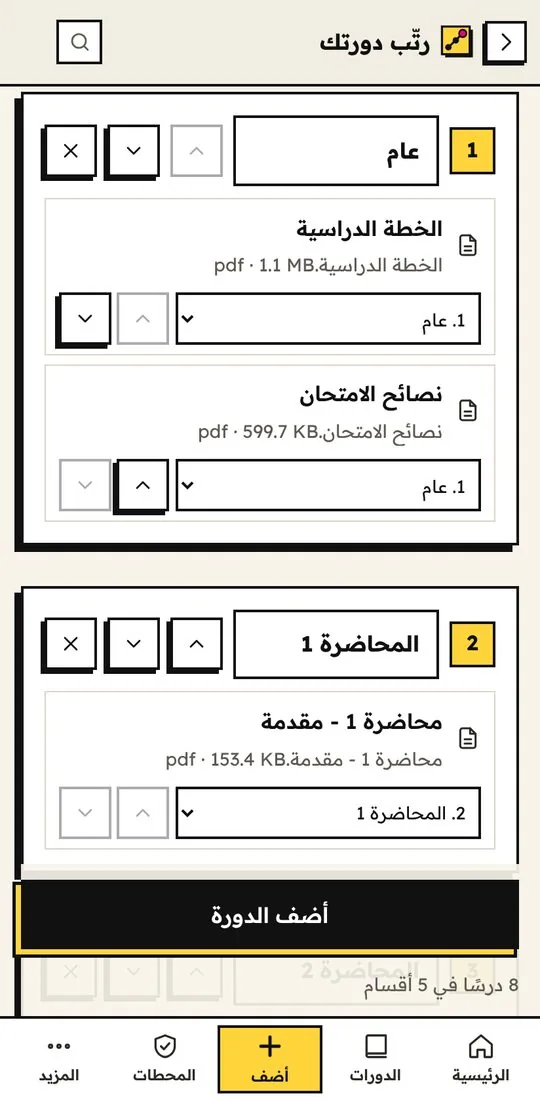 رتّب دورتك
1
عام
الخطة الدراسية
الخطة الدراسية.pdf · 1.1 MB
1. عام
نصائح الامتحان
نصائح الامتحان.pdf · 599.7 KB
1. عام
2
المحاضرة 1
محاضرة 1 - مقدمة
محاضرة 1 - مقدمة.pdf · 153.4 KB
2. المحاضرة 1
أضف الدورة
3
المحاضرة 2
8 درسًا في 5 أقسام
الرئيسية
الدورات
أضف
المحطات
المزيد